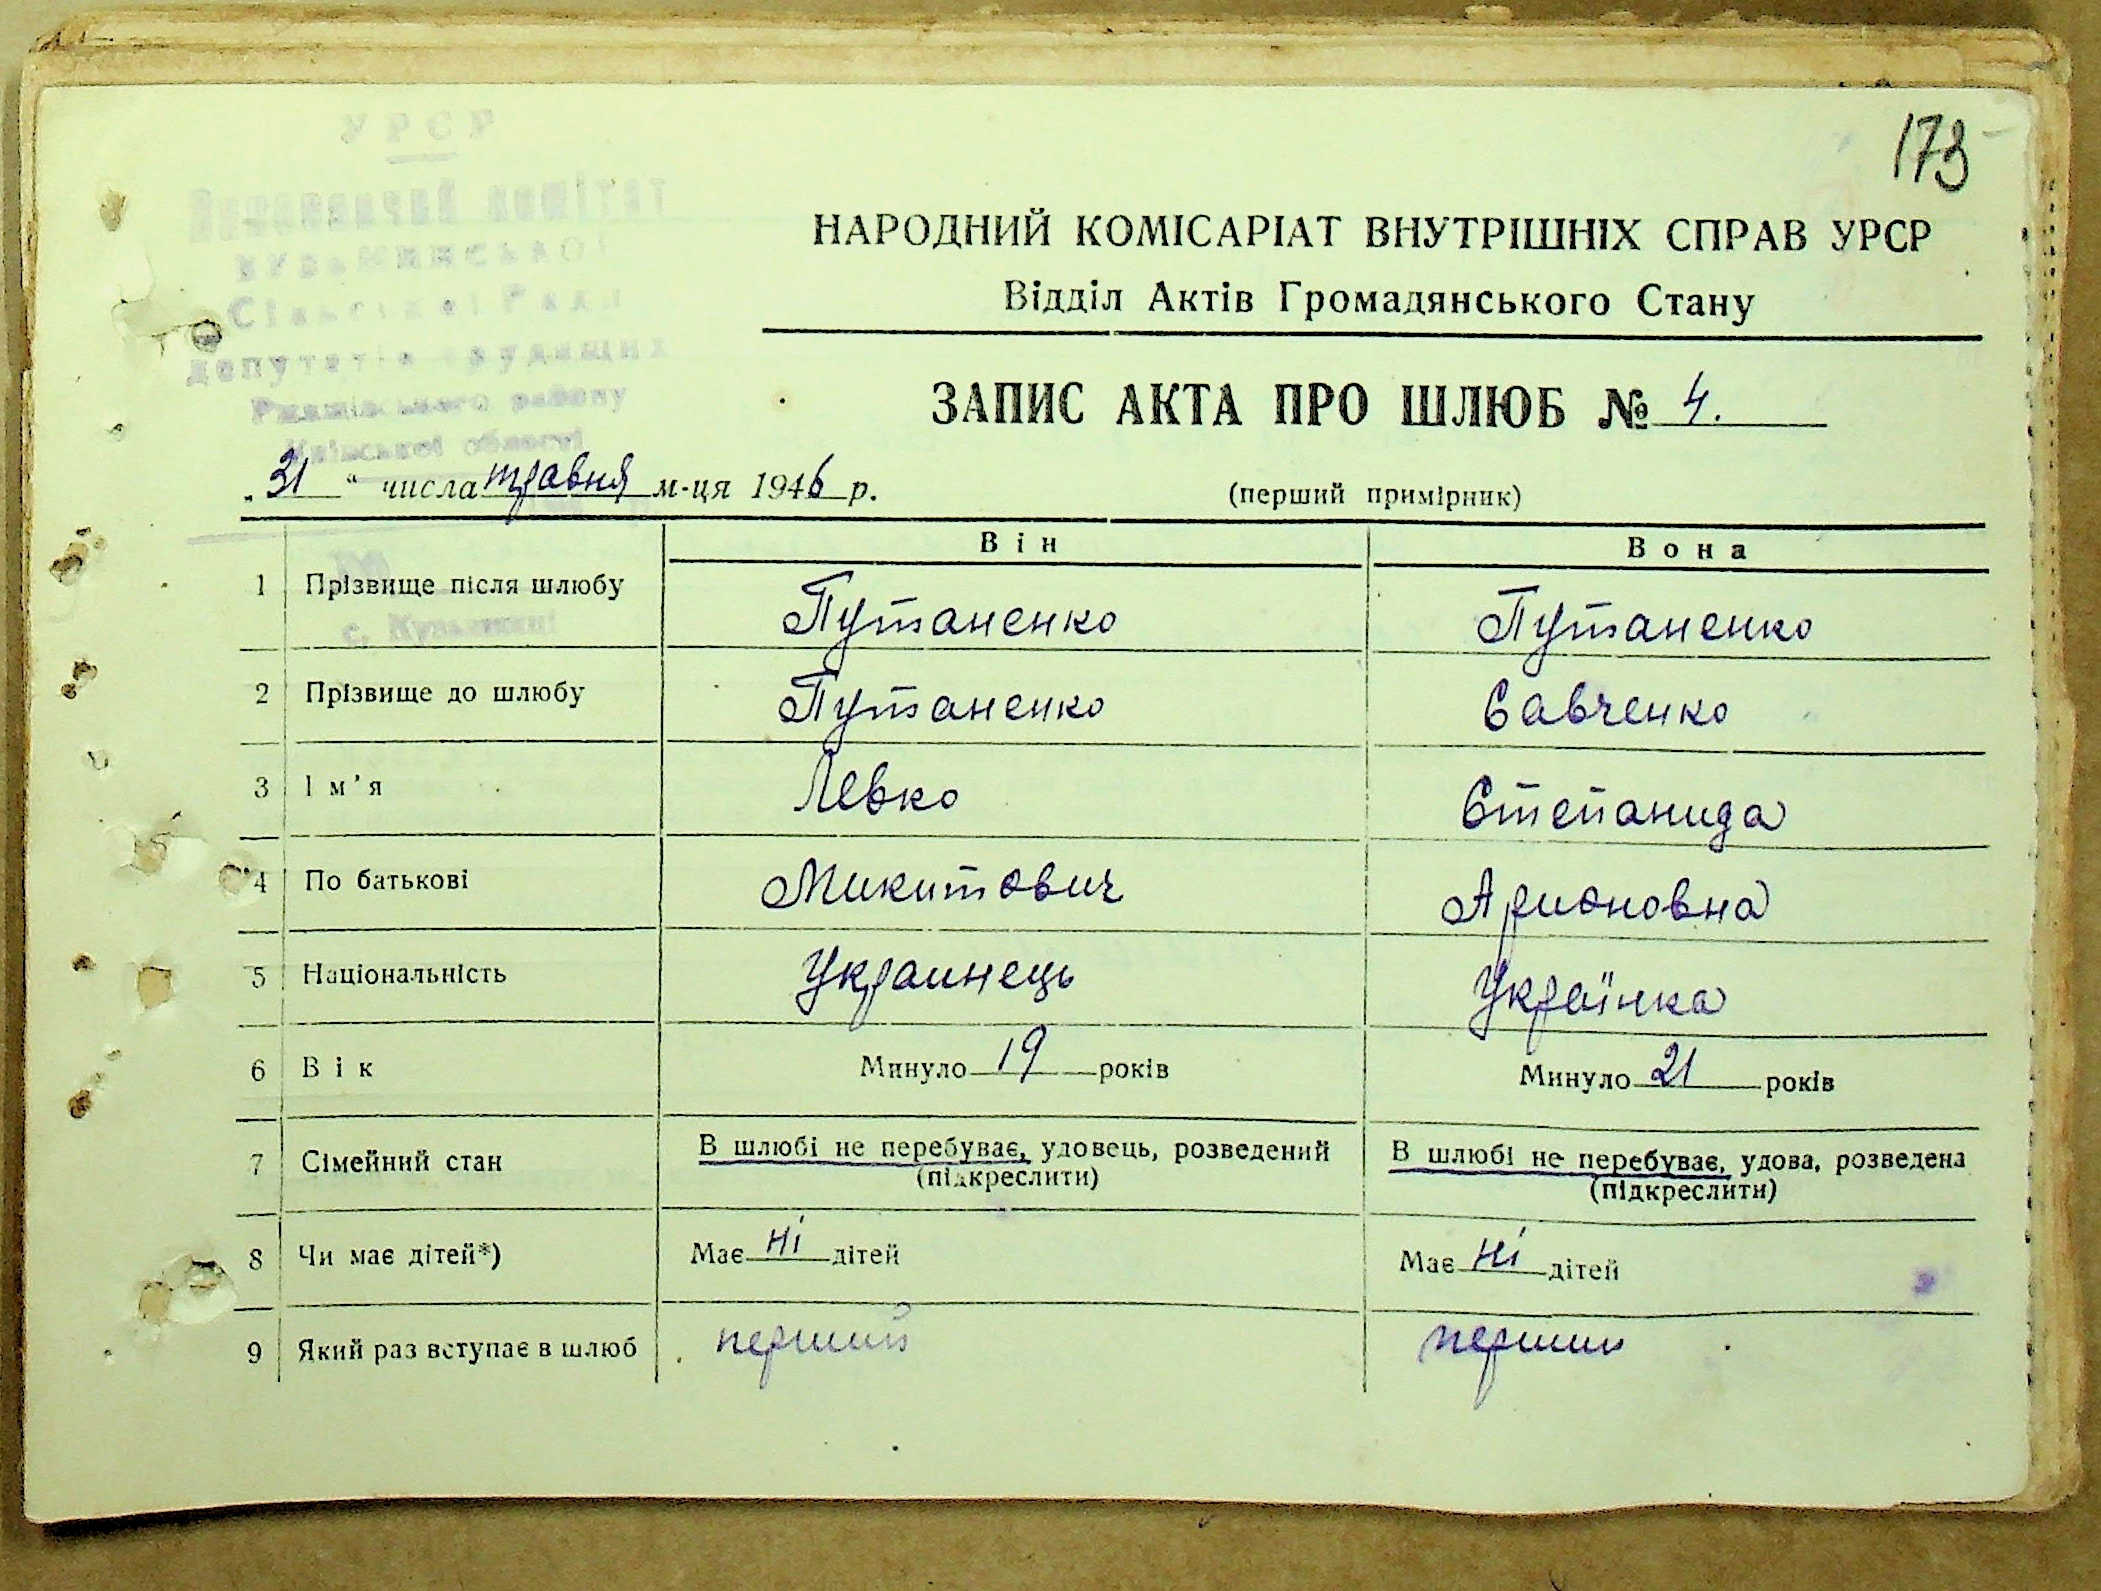 173
УРСР
Виконавчий комітет
Сільської Ради
депутатів трудящих
Ржищівського району
Київської області
НАРОДНИЙ КОМІСАРІАТ ВНУТРІШНІХ СПРАВ УРСР
Відділ Актів Громадянського Стану
ЗАПИС АКТА ПРО ШЛЮБ № 4.
„31“ числа травня м-ця 1946 р. (перший примірник)
Він Вона
1 Прізвище після шлюбу Путаненко Путаненко
2 Прізвище до шлюбу Путаненко Савченко
3 Ім’я Левко Степанида
4 По батькові Микитович Арионовна
5 Національність Украинець Українка
6 Вік Минуло 19 років Минуло 21 років
7 Сімейний стан В шлюбі не перебуває, удовець, розведений В шлюбі не перебуває, удова, розведена
(підкреслити) (підкреслити)
8 Чи має дітей*) Має ні дітей Має ні дітей
9 Який раз вступає в шлюб перший перший